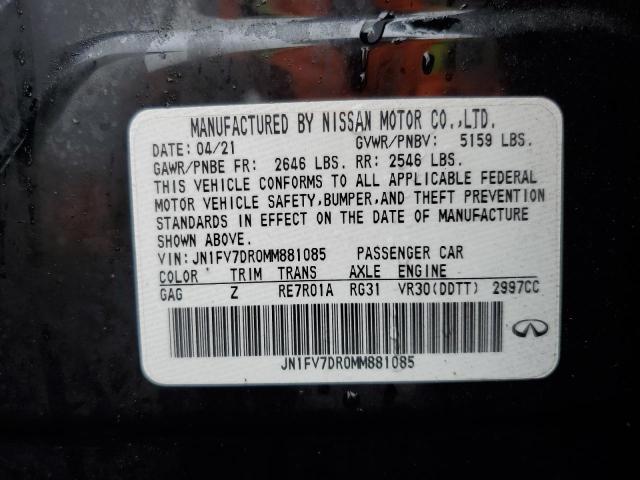 MANUFACTURED BY NISSAN MOTOR CO.,LTD.
DATE: 04/21 GVWR/PNBV: 5159 LBS.
GAWR/PNBE FR: 2646 LBS. RR: 2546 LBS.
THIS VEHICLE CONFORMS TO ALL APPLICABLE FEDERAL
MOTOR VEHICLE SAFETY,BUMPER,AND THEFT PREVENTION
STANDARDS IN EFFECT ON THE DATE OF MANUFACTURE
SHOWN ABOVE.
VIN:JN1FV7DR0MM881085 PASSENGER CAR
COLOR TRIM TRANS AXLE ENGINE
GAG Z RE7R01A RG31 VR30(DDTT) 2997CC
JN1FV7DR0MM881085